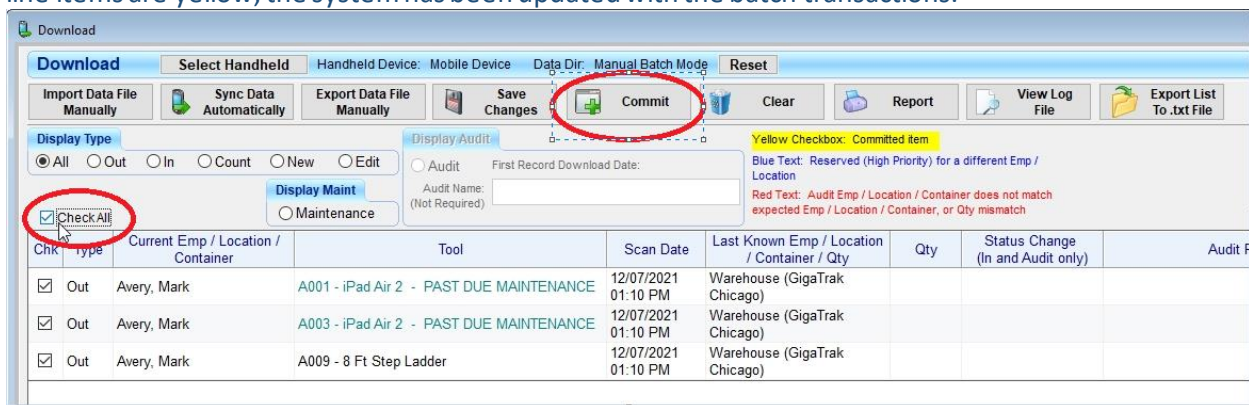 line items are yellow, the system has been updated with the batch transactions.
Download
Download Select Handheld Handheld Device: Mobile Device Data Dir: Manual Batch Mode Reset
Import Data File Manually Sync Data Automatically Export Data File Manually Save Changes Commit Clear Report View Log File Export List To .txt File
Display Type Display Audit Yellow Checkbox: Committed item
All Out In Count New Edit Audit First Record Download Date: Blue Text: Reserved (High Priority) for a different Emp / Location
Display Maint Audit Name: (Not Required) Red Text: Audit Emp / Location / Container does not match
Check All Maintenance expected Emp / Location / Container, or Qty mismatch
Chk Type Current Emp / Location / Container Tool Scan Date Last Known Emp / Location / Container / Qty Qty Status Change (In and Audit only) Audit
Out Avery, Mark A001 - iPad Air 2 - PAST DUE MAINTENANCE 12/07/2021 01:10 PM Warehouse (GigaTrak Chicago)
Out Avery, Mark A003 - iPad Air 2 - PAST DUE MAINTENANCE 12/07/2021 01:10 PM Warehouse (GigaTrak Chicago)
Out Avery, Mark A009 - 8 Ft Step Ladder 12/07/2021 01:10 PM Warehouse (GigaTrak Chicago)